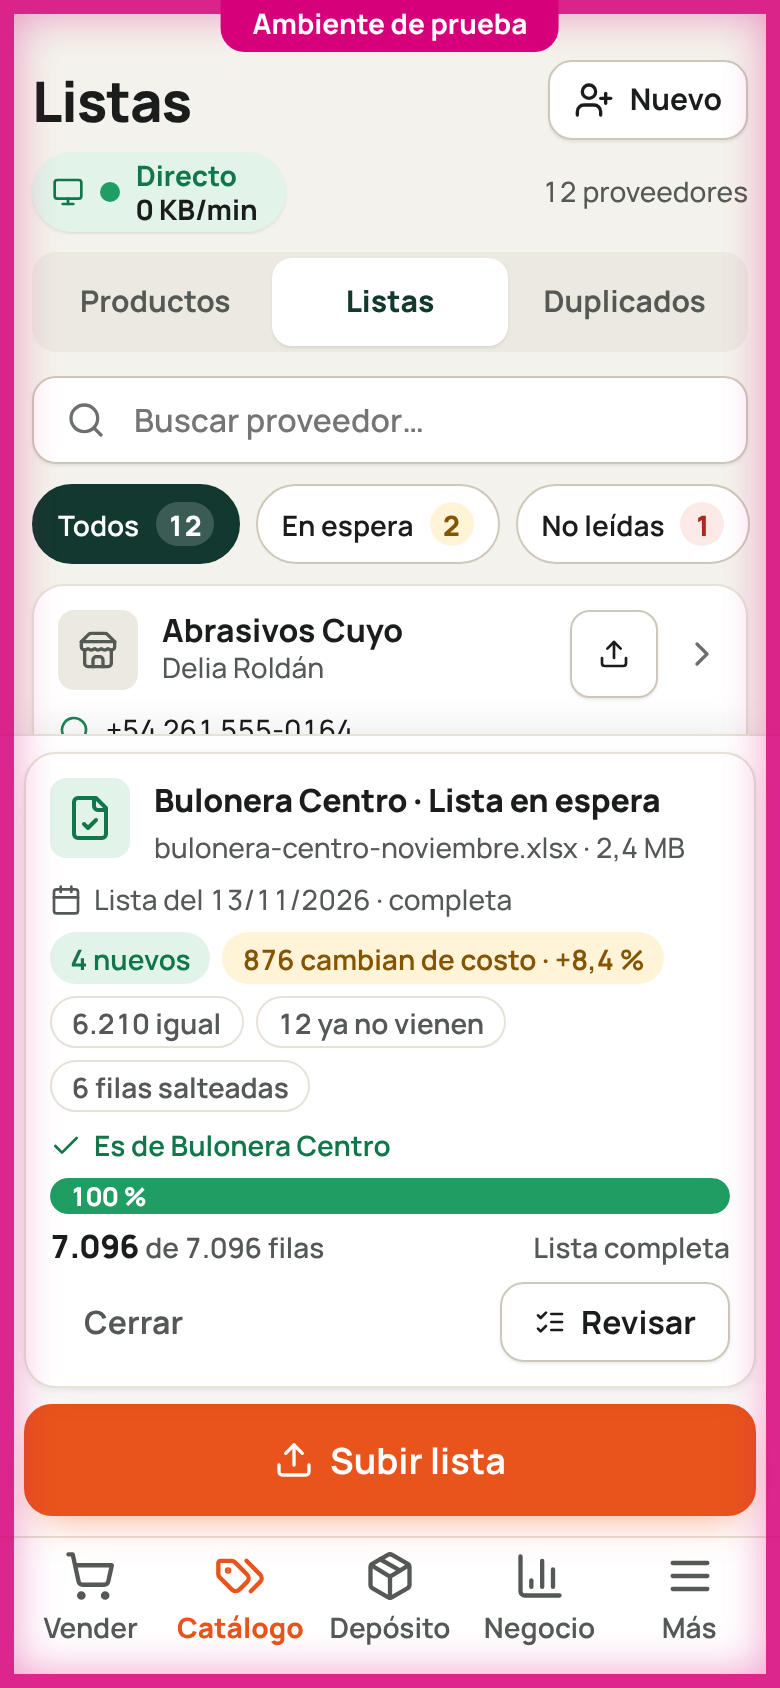 Ambiente de prueba
Listas
Nuevo
Directo
0 KB/min
12 proveedores
Productos
Listas
Duplicados
Buscar proveedor...
Todos 12
En espera 2
No leídas 1
Abrasivos Cuyo
Delia Roldán
+54 261 555-0164
Bulonera Centro · Lista en espera
bulonera-centro-noviembre.xlsx · 2,4 MB
Lista del 13/11/2026 · completa
4 nuevos
876 cambian de costo · +8,4 %
6.210 igual
12 ya no vienen
6 filas salteadas
Es de Bulonera Centro
100 %
7.096 de 7.096 filas
Lista completa
Cerrar
Revisar
Subir lista
Vender
Catálogo
Depósito
Negocio
Más